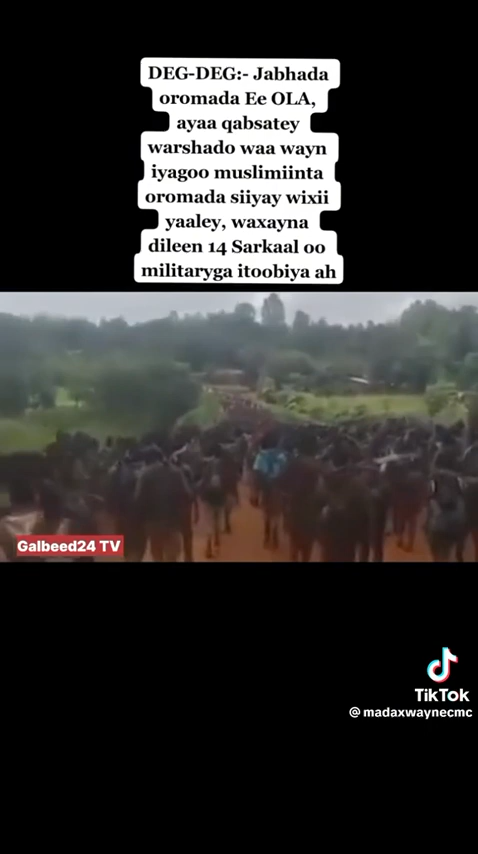 DEG-DEG:- Jabhada
oromada Ee OLA,
ayaa qabsatey
warshado waa wayn
iyagoo muslimiinta
oromada siiyay wixii
yaaley, waxayna
dileen 14 Sarkaal oo
militaryga itoobiya ah
Galbeed24 TV
TikTok
@ madaxwaynecmc